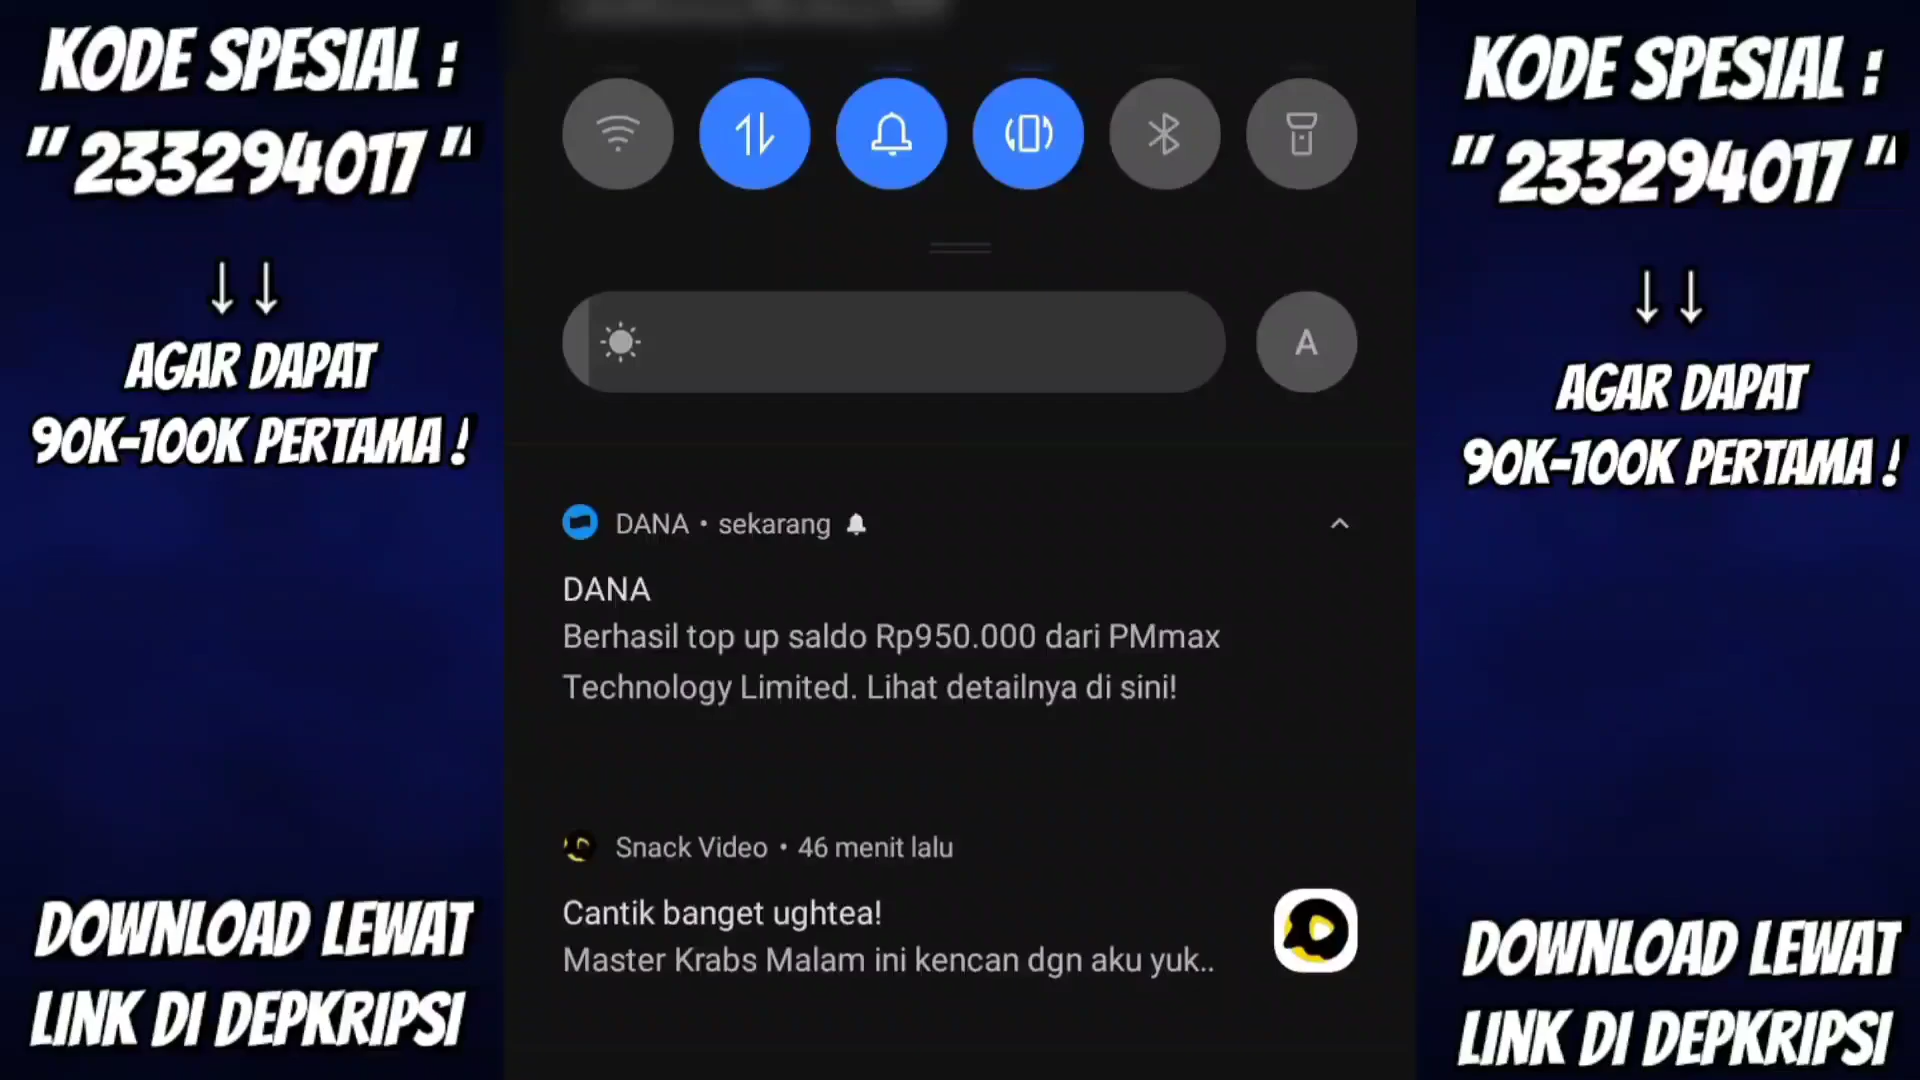 KODE SPESIAL :
" 233294017 "
↓↓
AGAR DAPAT
90K-100K PERTAMA !
DOWNLOAD LEWAT
LINK DI DEPKRIPSI
A
DANA • sekarang
DANA
Berhasil top up saldo Rp950.000 dari PMmax
Technology Limited. Lihat detailnya di sini!
Snack Video • 46 menit lalu
Cantik banget ughtea!
Master Krabs Malam ini kencan dgn aku yuk..
KODE SPESIAL :
" 233294017 "
↓↓
AGAR DAPAT
90K-100K PERTAMA !
DOWNLOAD LEWAT
LINK DI DEPKRIPSI